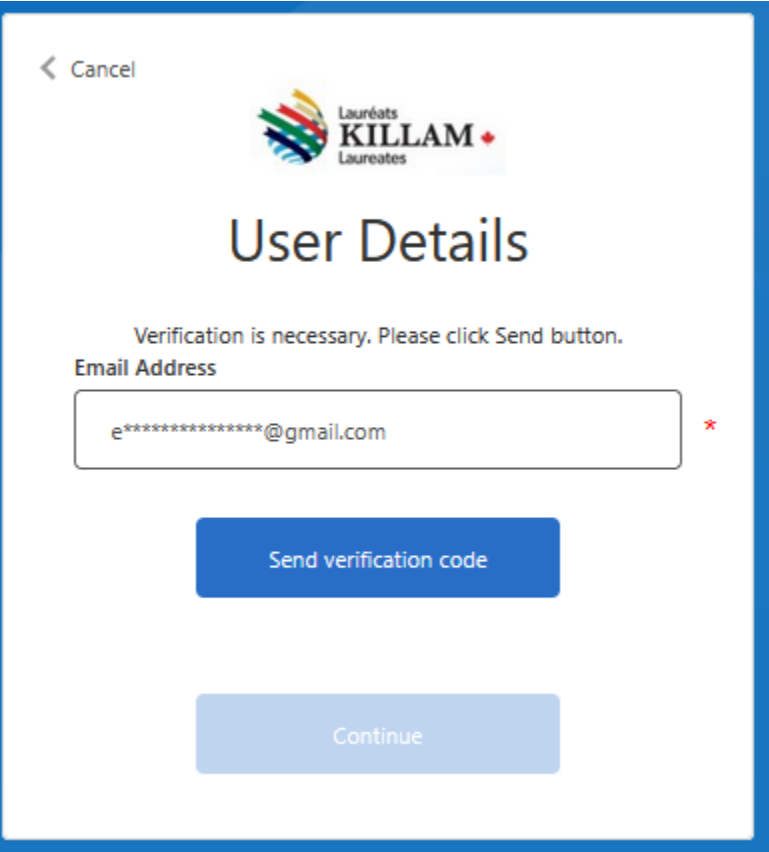 Cancel
Lauréats
KILLAM
Laureates
User Details
Verification is necessary. Please click Send button.
Email Address
e***************@gmail.com
*
Send verification code
Continue